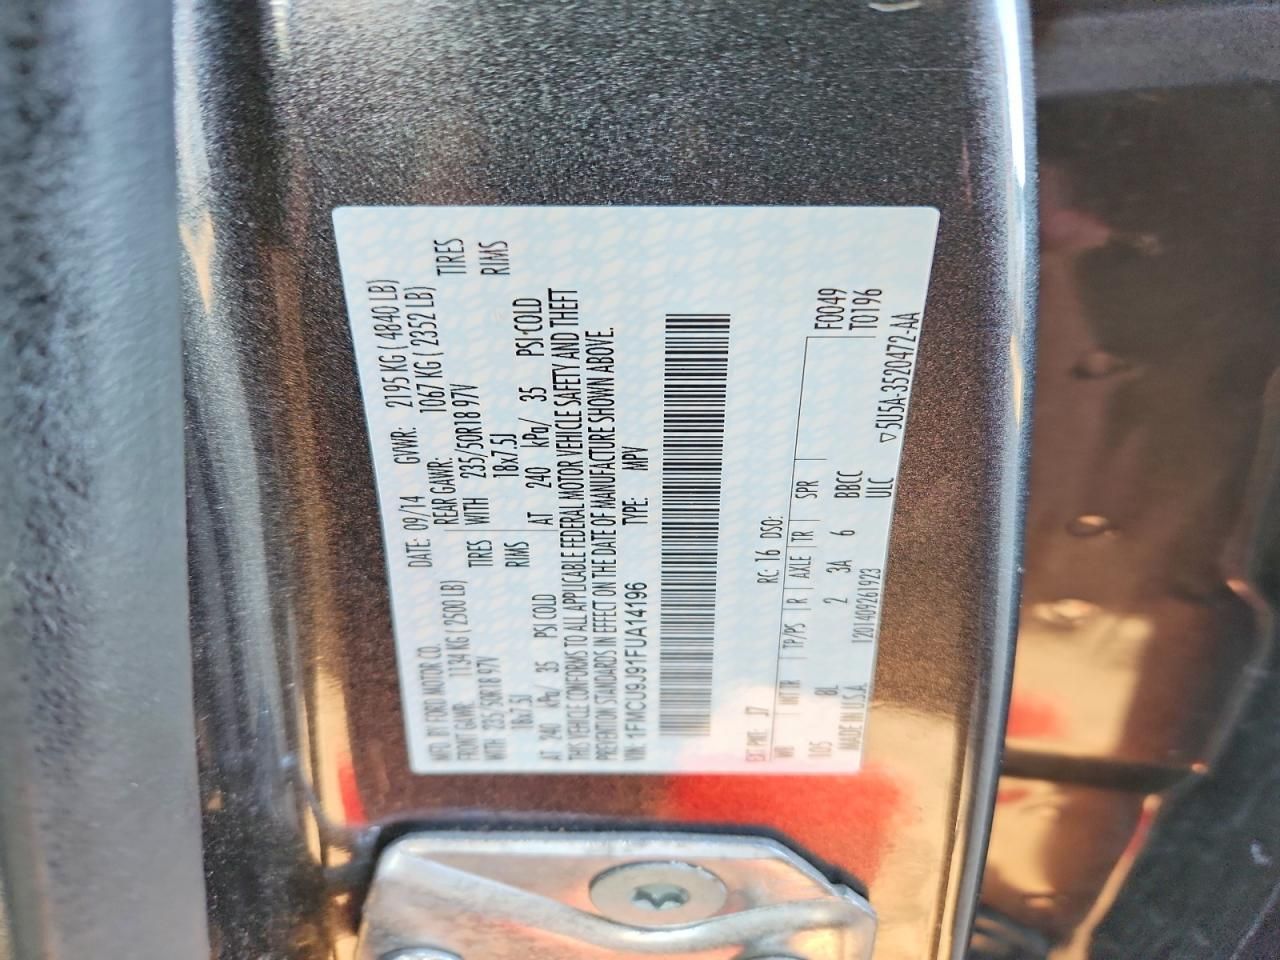 MFD. BY FORD MOTOR CO.
DATE: 09/14 GVWR: 2195 KG ( 4840 LB)
FRONT GAWR: 1134 KG ( 2500 LB) REAR GAWR: 1067 KG ( 2352 LB)
WITH 235/50R18 97V TIRES WITH 235/50R18 97V TIRES
18x7.5J RIMS 18x7.5J RIMS
AT 240 kPa/ 35 PSI COLD AT 240 kPa/ 35 PSI COLD
THIS VEHICLE CONFORMS TO ALL APPLICABLE FEDERAL MOTOR VEHICLE SAFETY AND THEFT
PREVENTION STANDARDS IN EFFECT ON THE DATE OF MANUFACTURE SHOWN ABOVE.
VIN: 1FMCU9J91FUA14196 TYPE: MPV
EXT PNT: J7 RC: 16 DSO:
WB INT TR TP/PS R AXLE TR SPR F0049
105 8L 2 3A 6 BBCC T0196
MADE IN U.S.A. 1201409261923 ULC
▽5U5A-3520472-AA